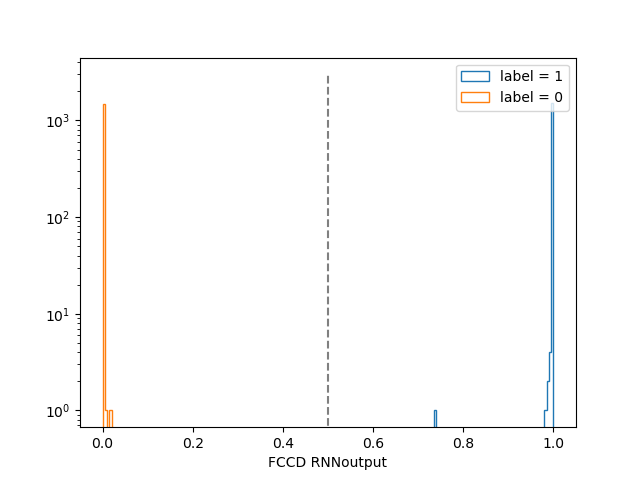 label = 1
label = 0
10³
10²
10¹
10⁰
0.0 0.2 0.4 0.6 0.8 1.0
FCCD RNNoutput